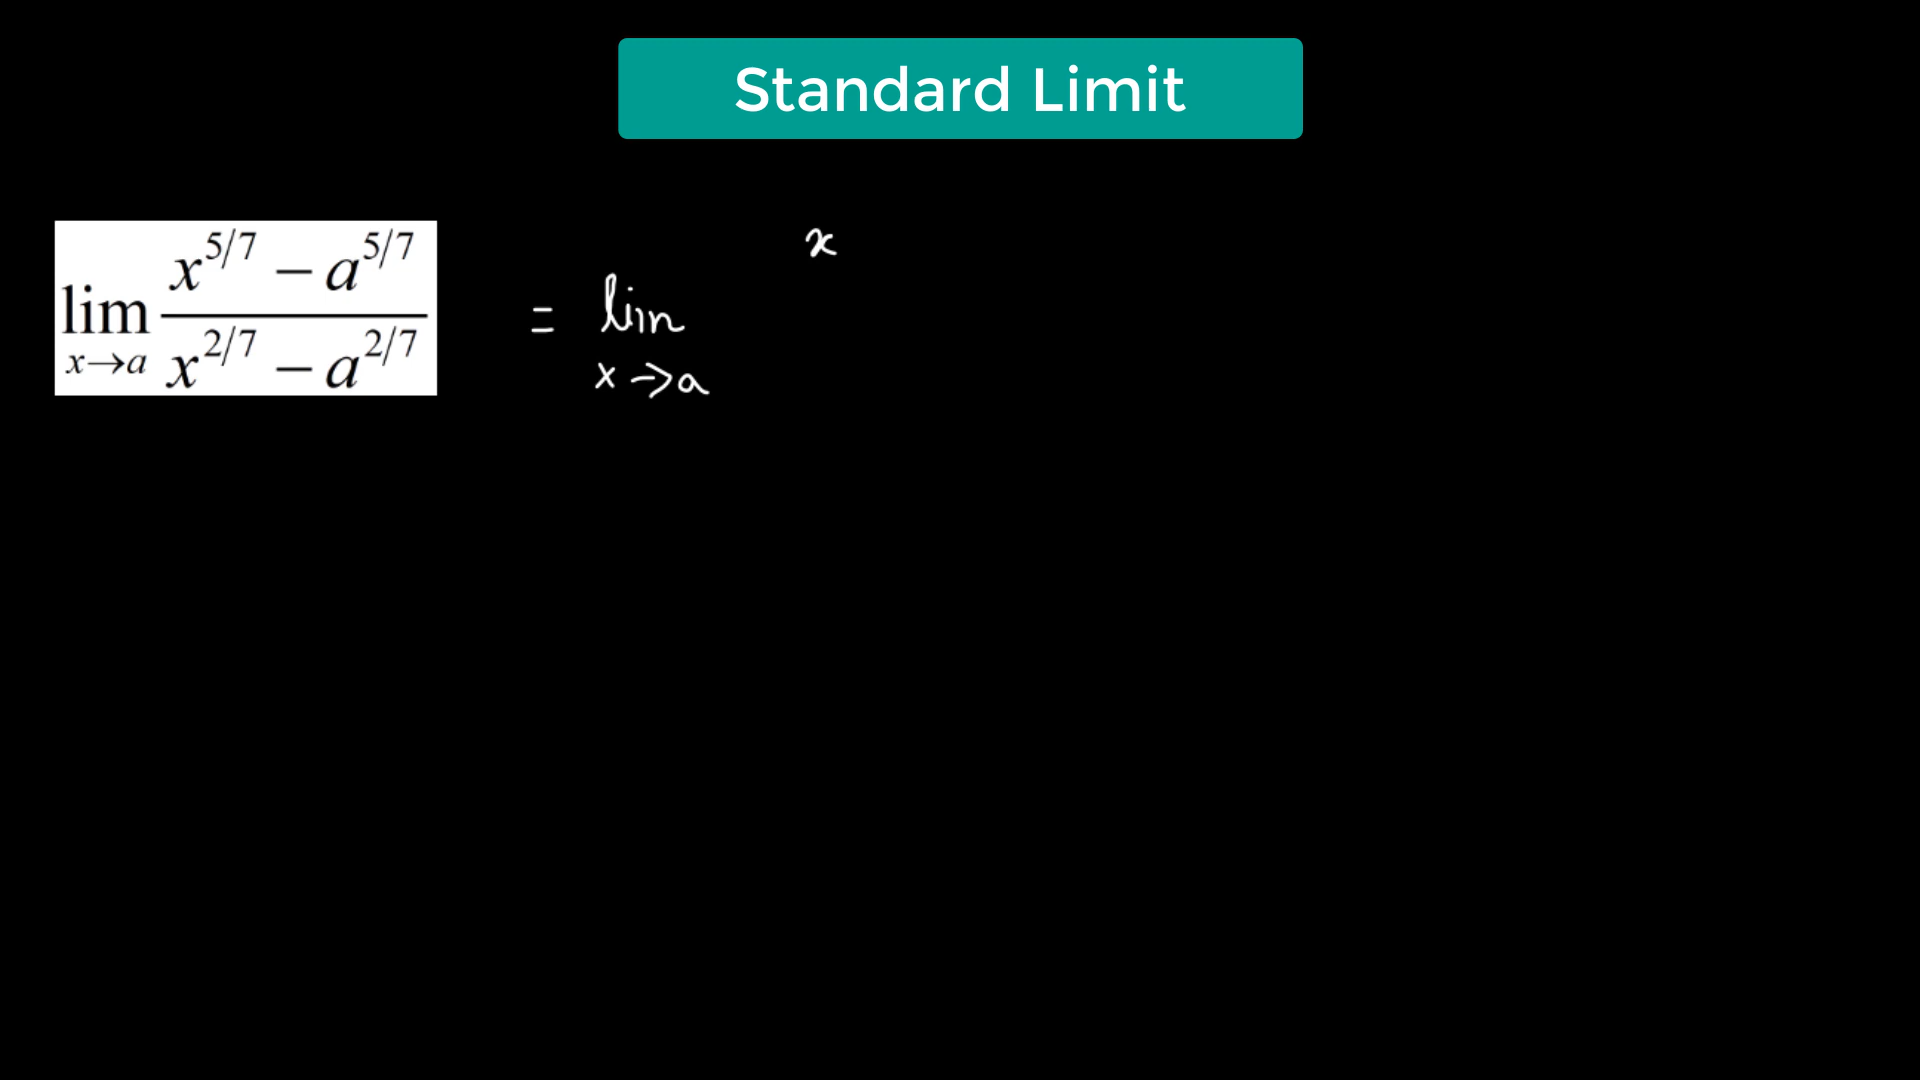 Standard Limit
lim x→a (x^{5/7} − a^{5/7}) / (x^{2/7} − a^{2/7}) = lim x→a x